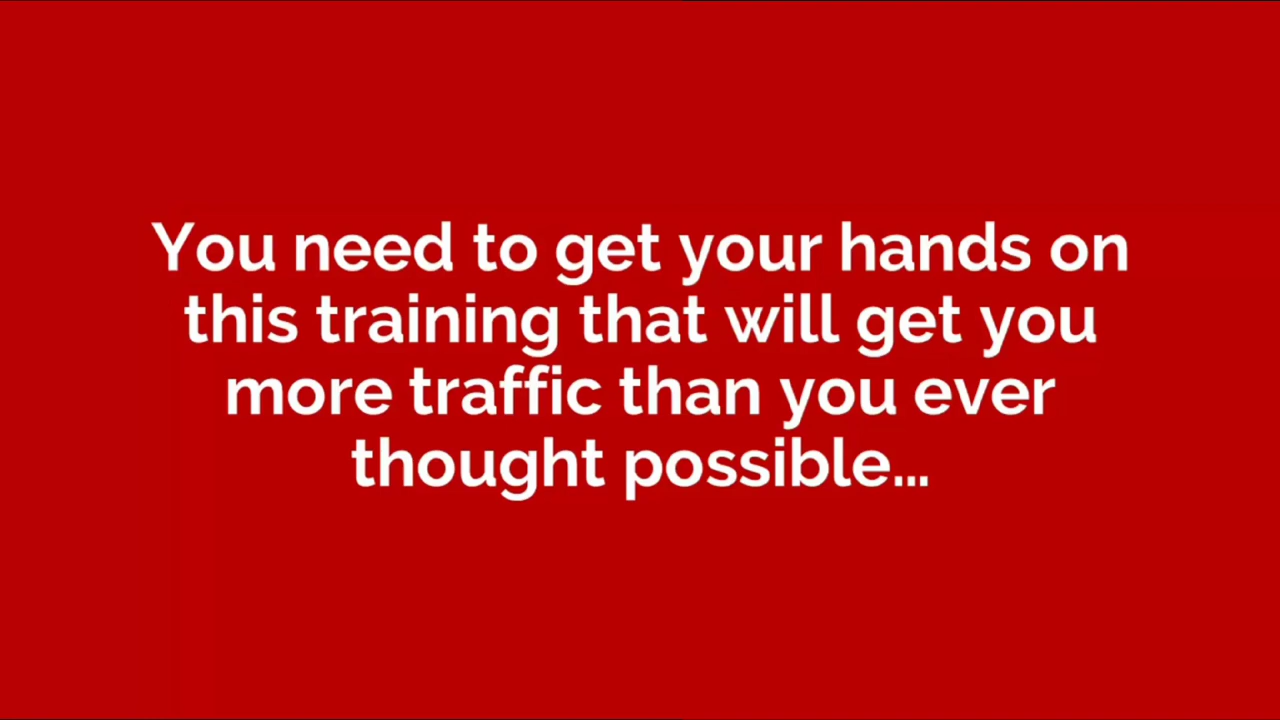 You need to get your hands on
this training that will get you
more traffic than you ever
thought possible...